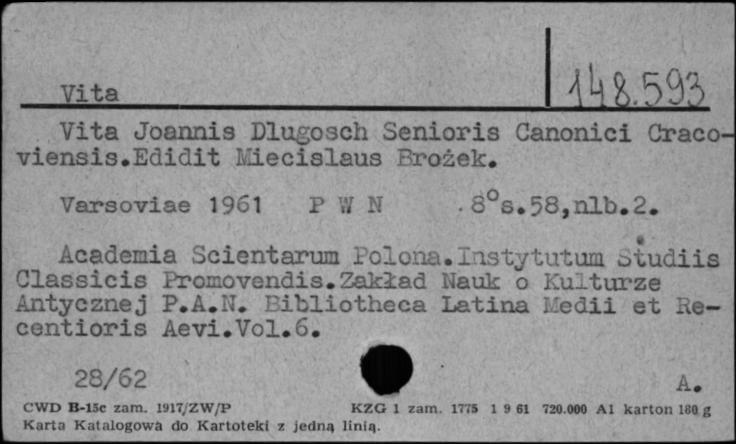 Vita
148.593
Vita Joannis Dlugosch Senioris Canonici Craco-
viensis.Edidit Miecislaus Brożek.
Varsoviae 1961 P W N 8°s.58,nlb.2.
Academia Scientarum Polona.Instytutum Studiis
Classicis Promovendis.Zakład Nauk o Kulturze
Antycznej P.A.N. Bibliotheca Latina Medii et Re-
centioris Aevi.Vol.6.
28/62 A.
CWD B-15c zam. 1917/ZW/P KZG 1 zam. 1775 1 9 61 720.000 A1 karton 180 g
Karta Katalogowa do Kartoteki z jedną linią.